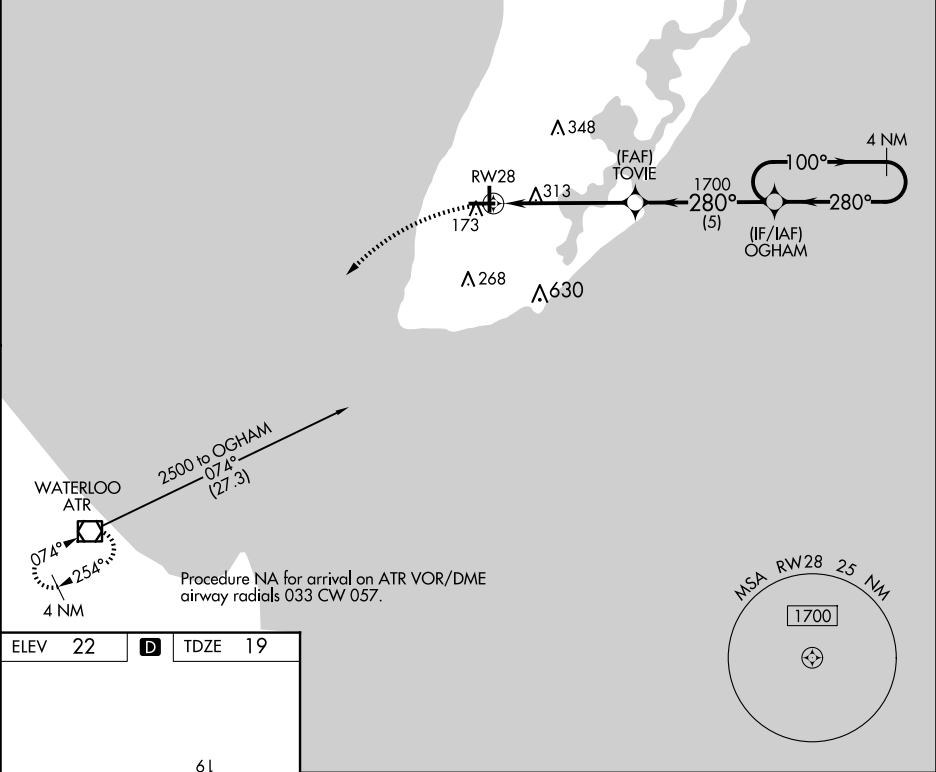 348
4 NM
100°
(FAF)
TOVIE
RW28
313
1700
280°
280°
(5)
173
(IF/IAF)
OGHAM
268
630
2500 to OGHAM
074°
(27.3)
WATERLOO
ATR
074°
254°
4 NM
Procedure NA for arrival on ATR VOR/DME
airway radials 033 CW 057.
MSA RW28 25 NM
1700
ELEV 22 D TDZE 19